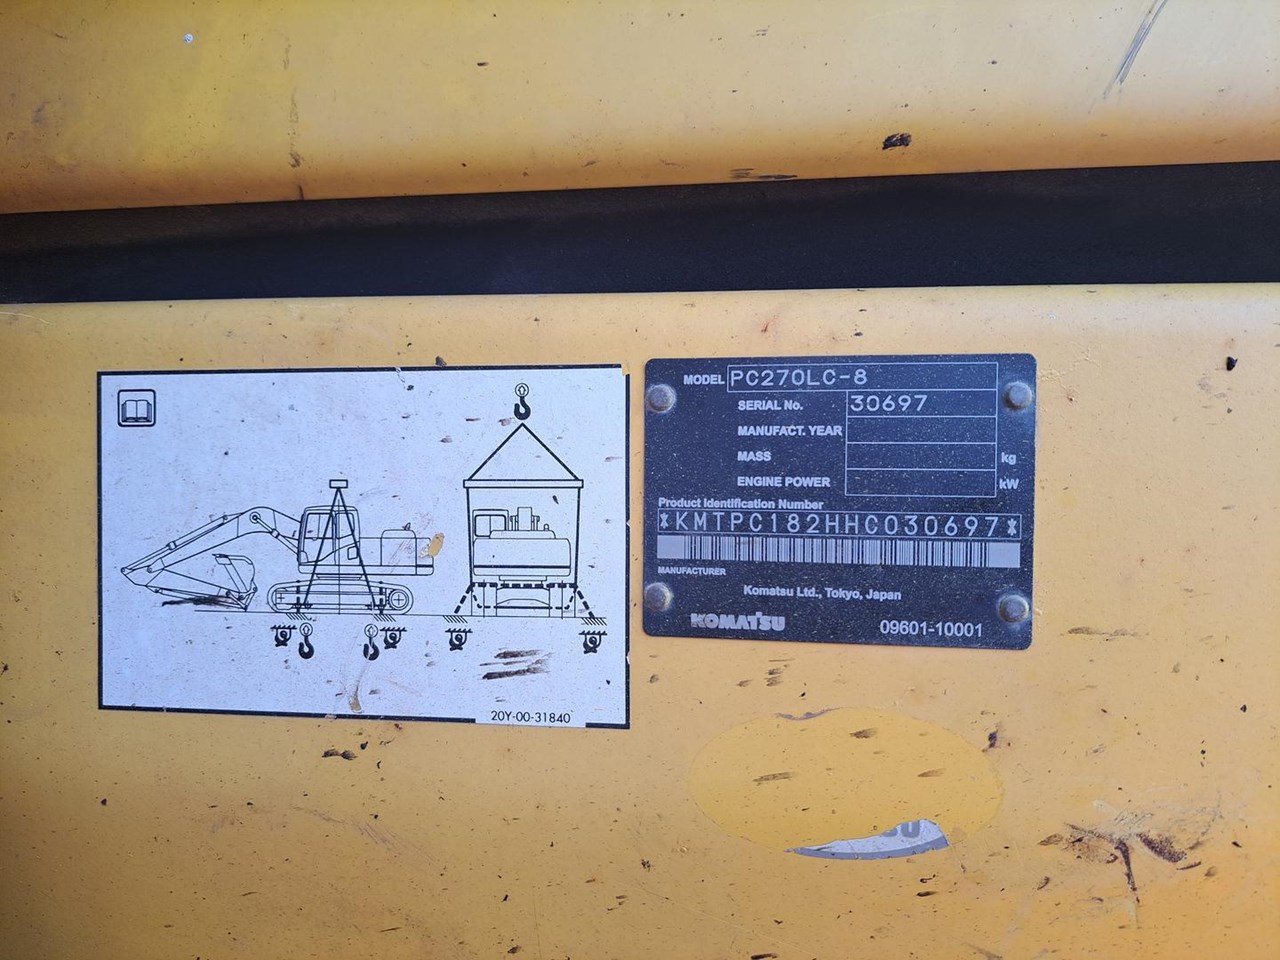 20Y-00-31840
MODEL PC270LC-8
SERIAL No. 30697
MANUFACT. YEAR
MASS kg
ENGINE POWER kW
Product Identification Number
*KMTPC182HHC030697*
MANUFACTURER
Komatsu Ltd., Tokyo, Japan
KOMATSU
09601-10001